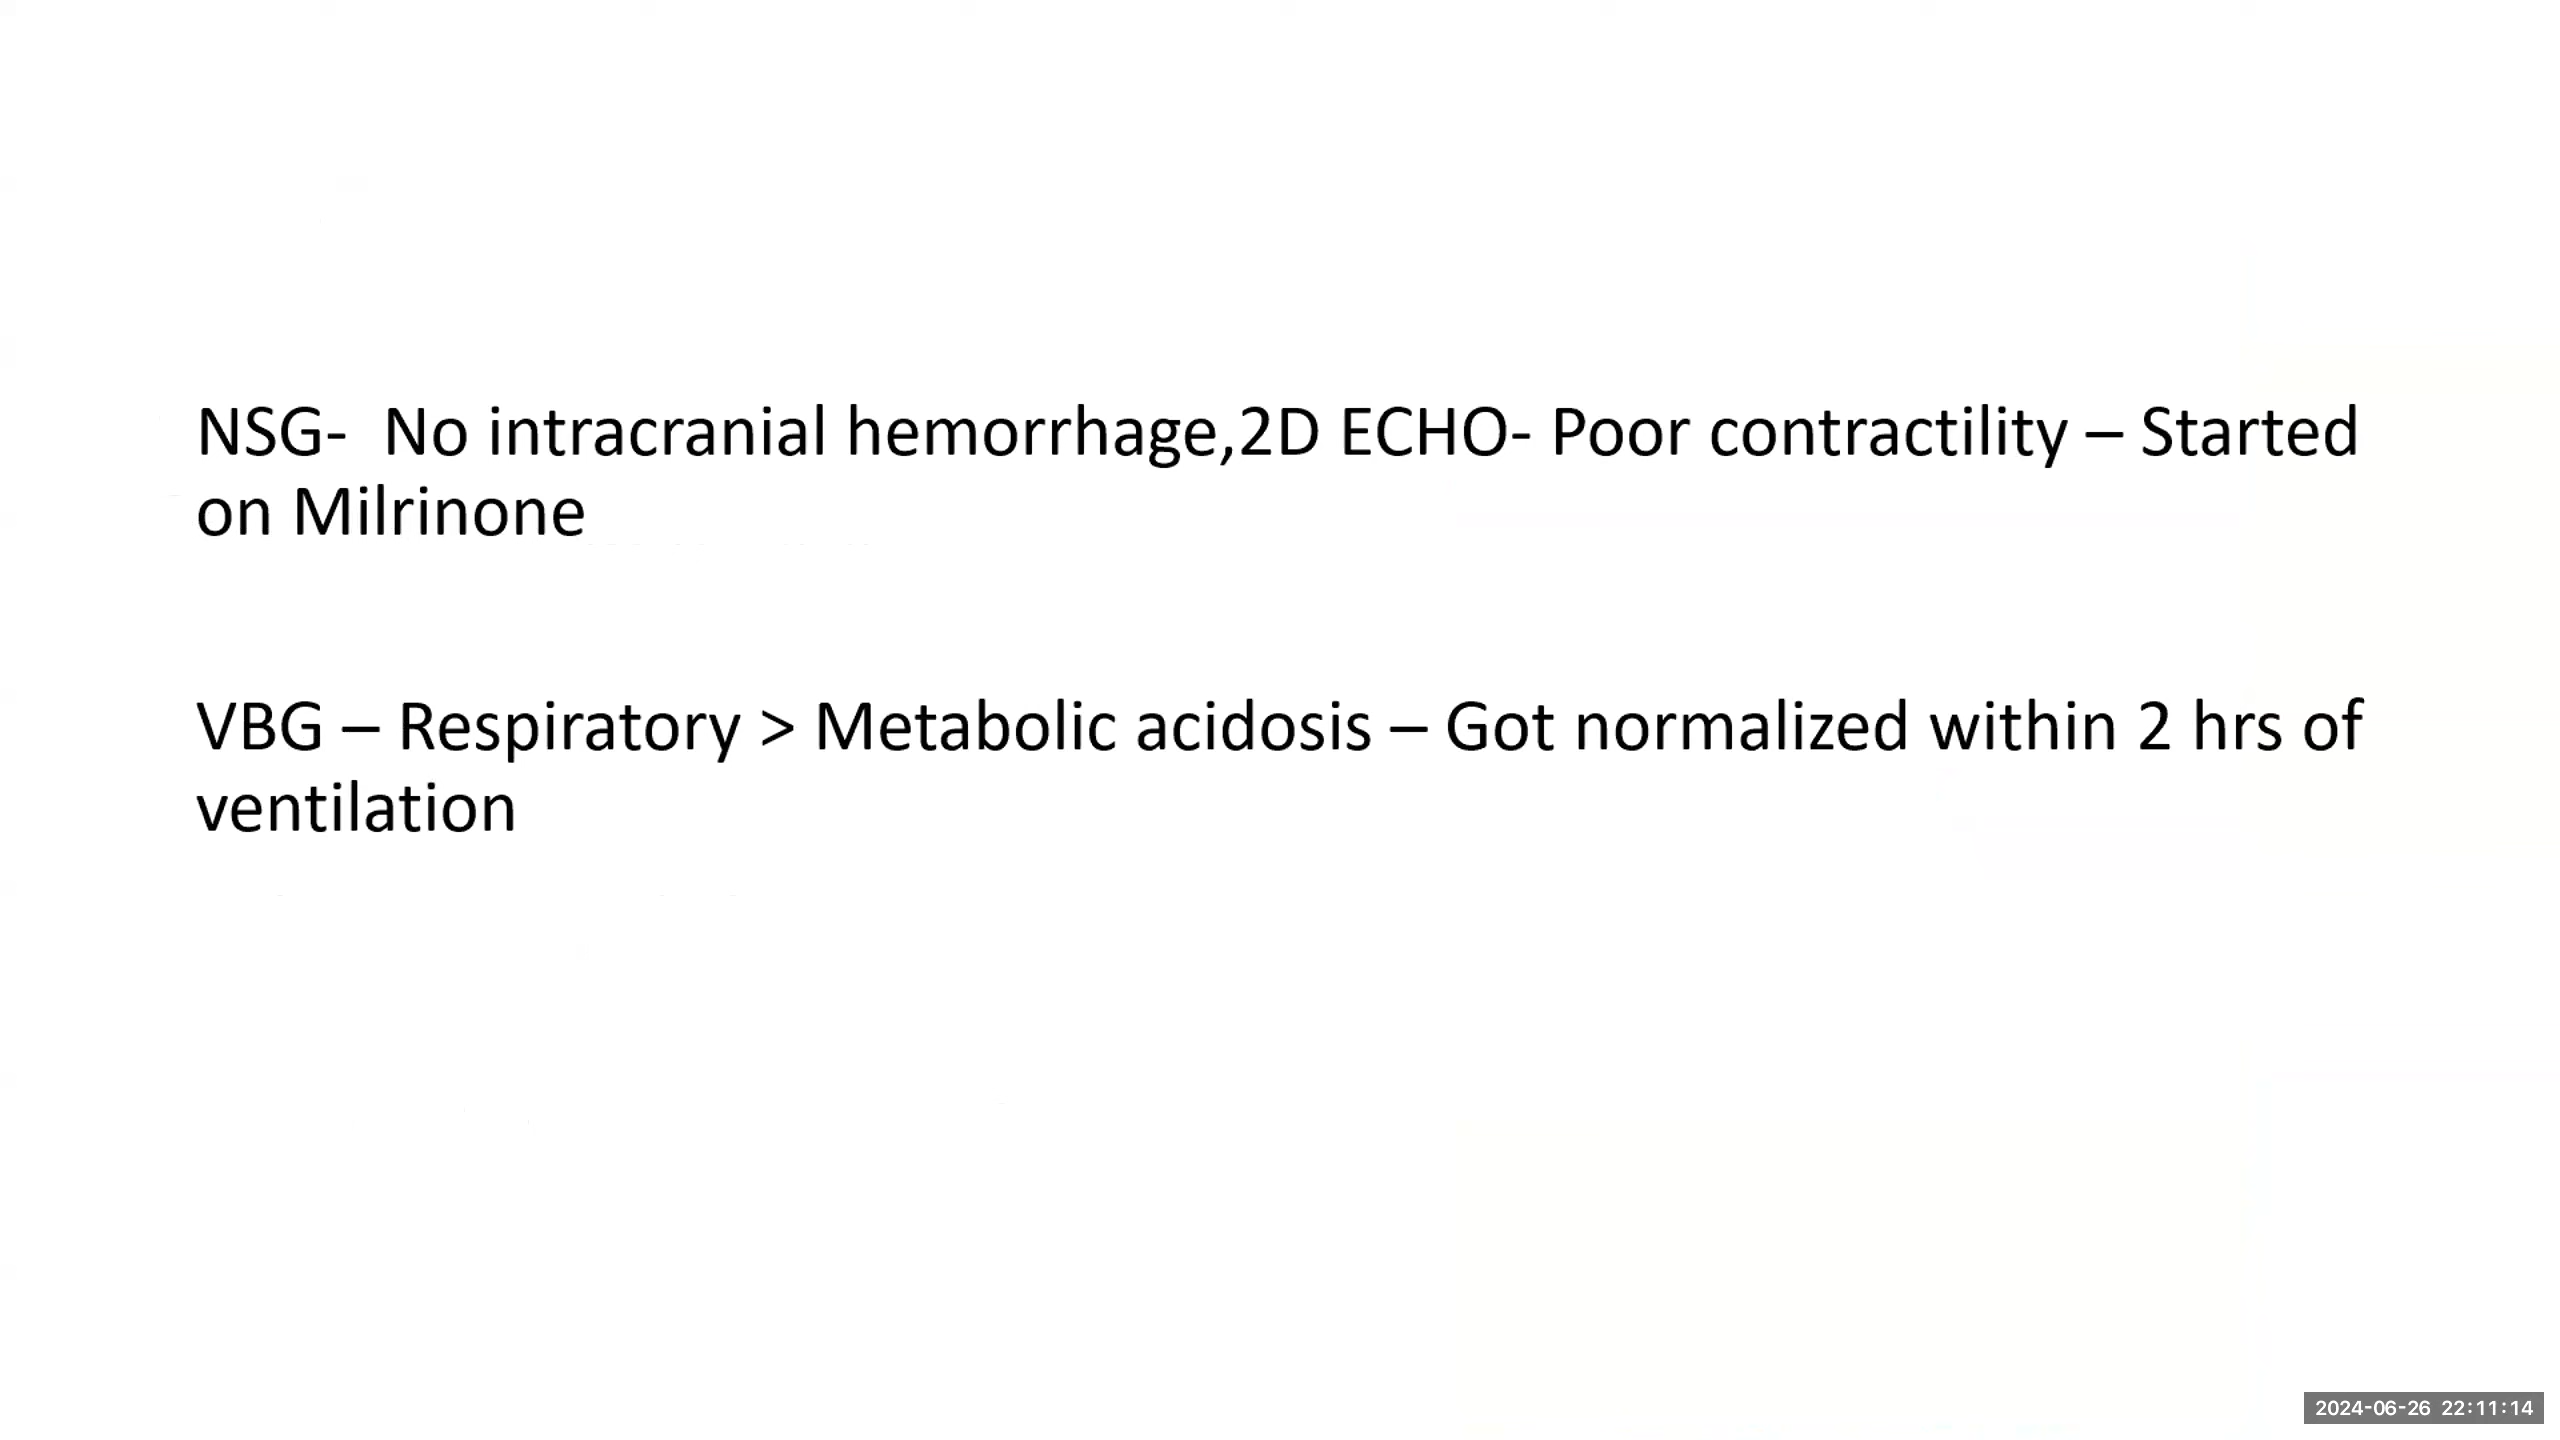 NSG-  No intracranial hemorrhage,2D ECHO- Poor contractility – Started
on Milrinone
VBG – Respiratory > Metabolic acidosis – Got normalized within 2 hrs of
ventilation
2024-06-26 22:11:14